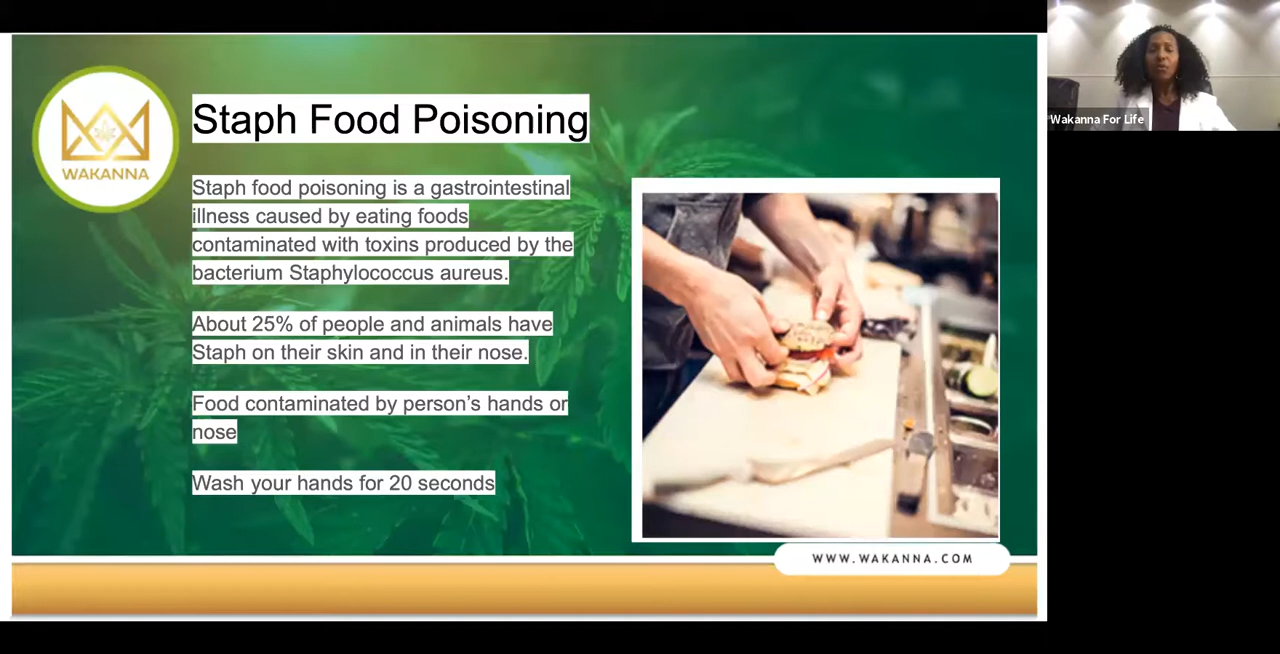 Staph Food Poisoning
WAKANNA
Staph food poisoning is a gastrointestinal
illness caused by eating foods
contaminated with toxins produced by the
bacterium Staphylococcus aureus.
About 25% of people and animals have
Staph on their skin and in their nose.
Food contaminated by person’s hands or
nose
Wash your hands for 20 seconds
WWW.WAKANNA.COM
Wakanna For Life